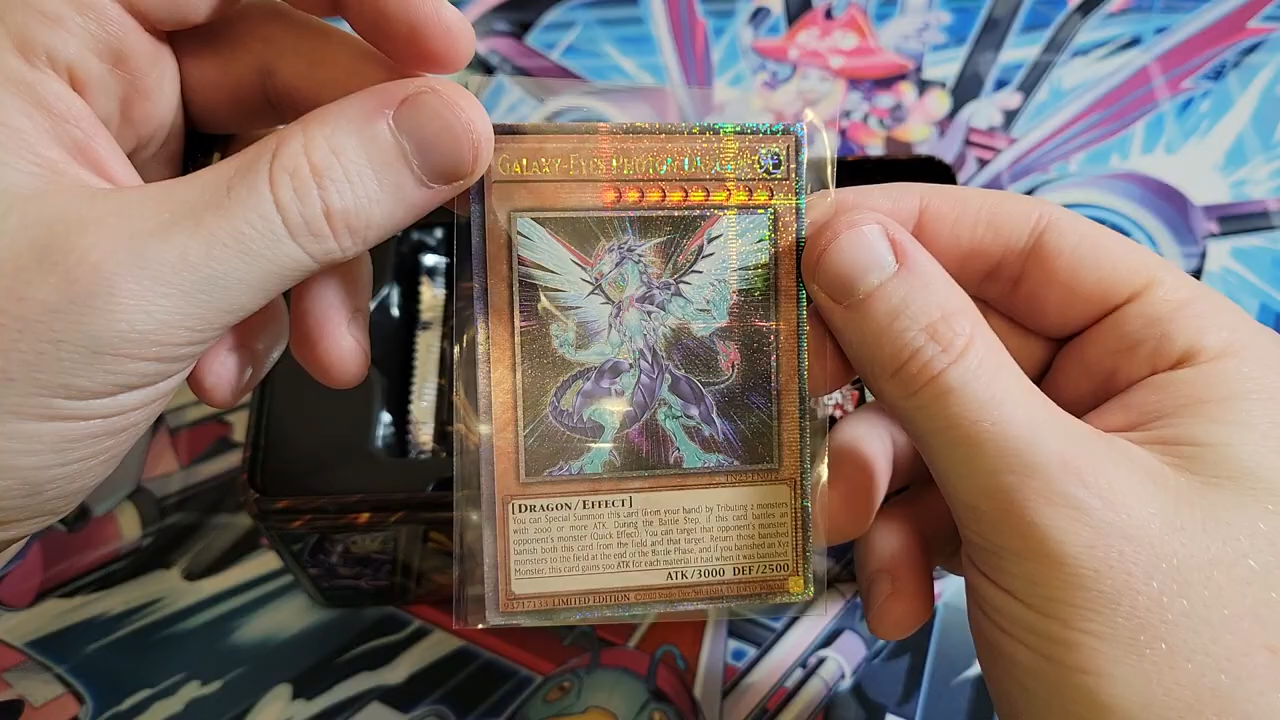 GALAXY-EYES PHOTON DRAGON
TN23-EN012
[DRAGON/EFFECT]
You can Special Summon this card (from your hand) by Tributing 2 monsters
with 2000 or more ATK. During the Battle Step, if this card battles an
opponent's monster (Quick Effect): You can target that opponent's monster;
banish both this card from the field and that target. Return those banished
monsters to the field at the end of the Battle Phase, and if you banished an Xyz
Monster, this card gains 500 ATK for each material it had when it was banished.
ATK/3000 DEF/2500
93717133 LIMITED EDITION ©2020 Studio Dice/SHUEISHA, TV TOKYO, KONAMI